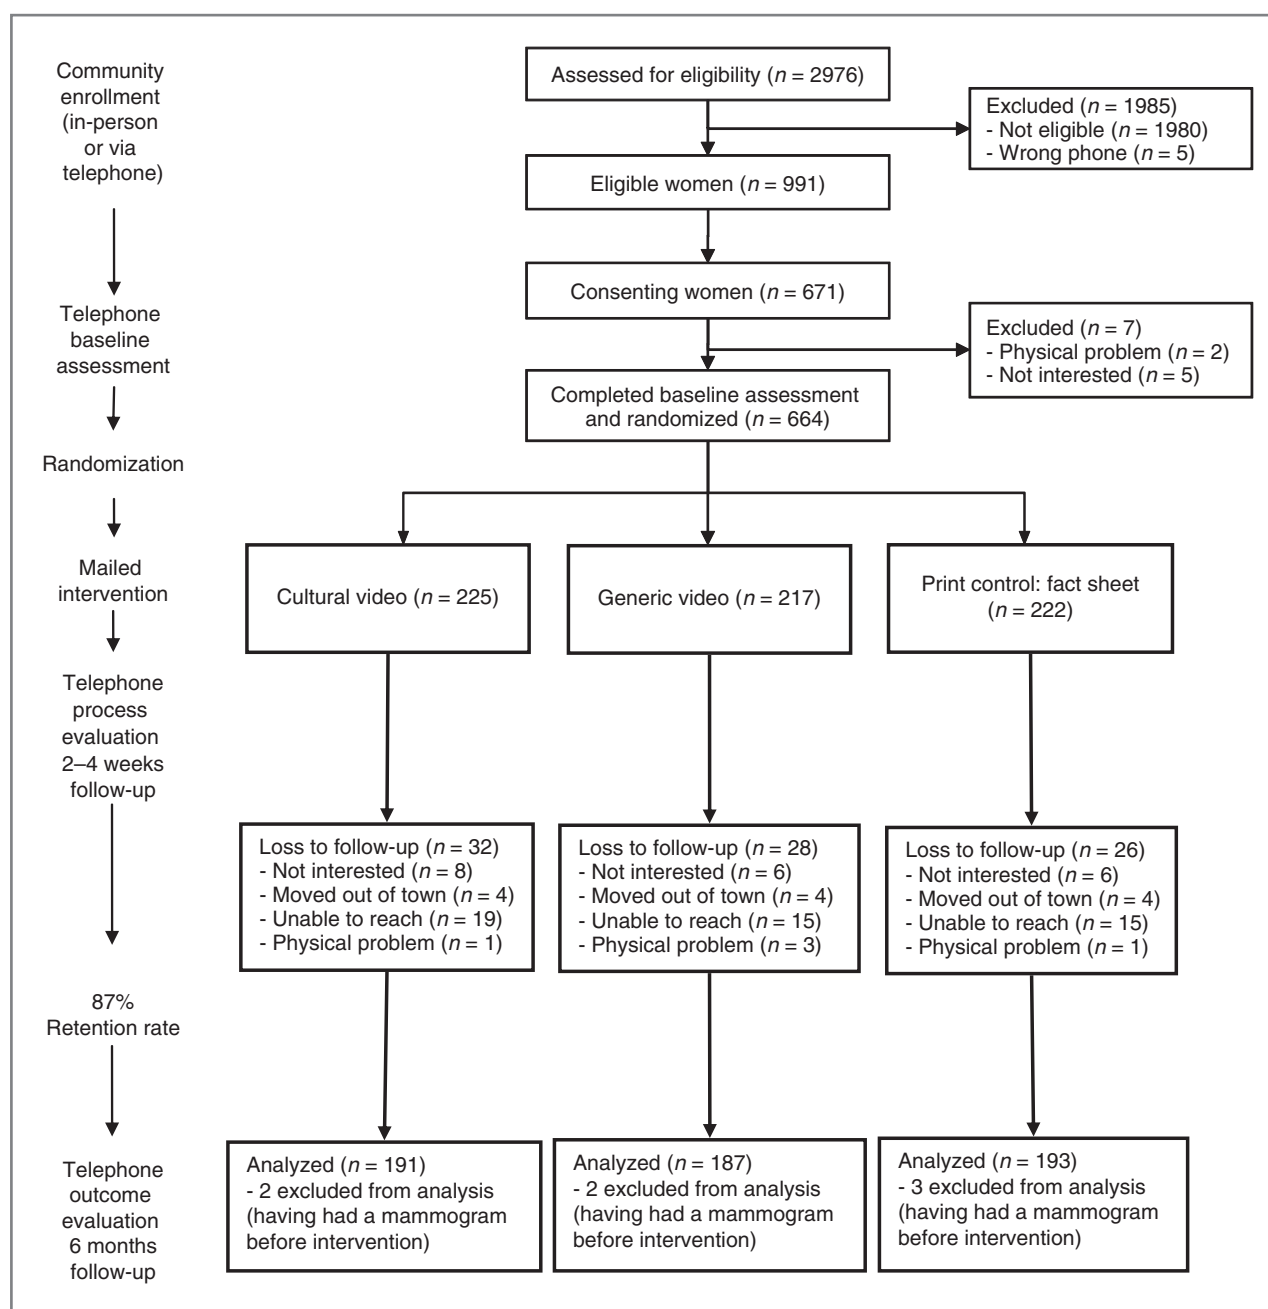 Community
enrollment
(in-person
or via
telephone)
Telephone
baseline
assessment
Randomization
Mailed
intervention
Telephone
process
evaluation
2–4 weeks
follow-up
87%
Retention rate
Telephone
outcome
evaluation
6 months
follow-up
Assessed for eligibility (n = 2976)
Excluded (n = 1985)
- Not eligible (n = 1980)
- Wrong phone (n = 5)
Eligible women (n = 991)
Consenting women (n = 671)
Excluded (n = 7)
- Physical problem (n = 2)
- Not interested (n = 5)
Completed baseline assessment
and randomized (n = 664)
Cultural video (n = 225)
Generic video (n = 217)
Print control: fact sheet
(n = 222)
Loss to follow-up (n = 32)
- Not interested (n = 8)
- Moved out of town (n = 4)
- Unable to reach (n = 19)
- Physical problem (n = 1)
Loss to follow-up (n = 28)
- Not interested (n = 6)
- Moved out of town (n = 4)
- Unable to reach (n = 15)
- Physical problem (n = 3)
Loss to follow-up (n = 26)
- Not interested (n = 6)
- Moved out of town (n = 4)
- Unable to reach (n = 15)
- Physical problem (n = 1)
Analyzed (n = 191)
- 2 excluded from analysis
(having had a mammogram
before intervention)
Analyzed (n = 187)
- 2 excluded from analysis
(having had a mammogram
before intervention)
Analyzed (n = 193)
- 3 excluded from analysis
(having had a mammogram
before intervention)